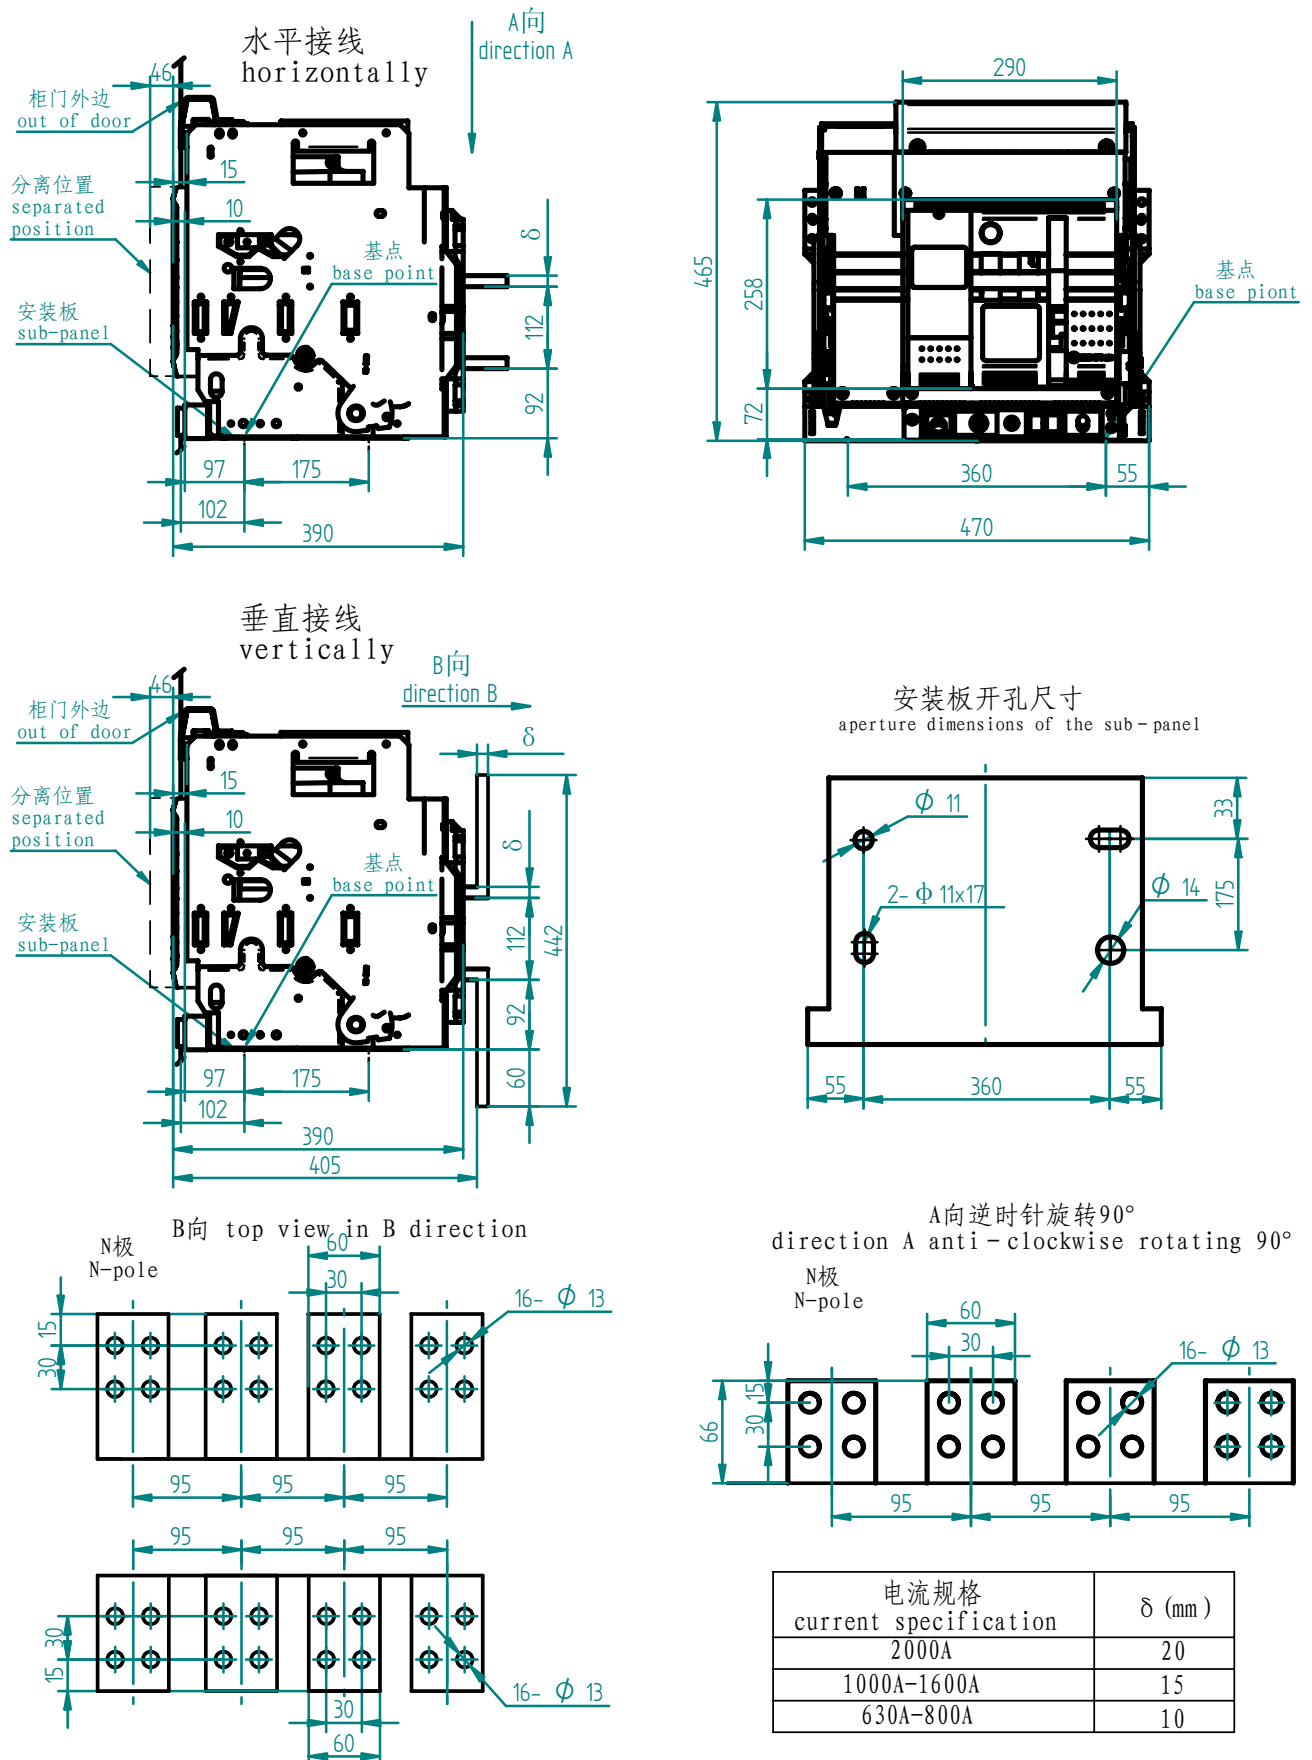 水平接线
horizontally
A向
direction A
46
柜门外边
out of door
15
分离位置
separated
position
10
基点
base point
δ
安装板
sub-panel
112
92
97
175
102
390
290
465
258
72
基点
base piont
360
55
470
垂直接线
vertically
B向
direction B
46
柜门外边
out of door
δ
15
分离位置
separated
position
10
基点
base point
δ
安装板
sub-panel
112
442
92
60
97
175
102
390
405
安装板开孔尺寸
aperture dimensions of the sub-panel
ϕ 11
33
2- ϕ 11x17
ϕ 14
175
55
360
55
B向 top view in B direction
N极
N-pole
60
30
16- ϕ 13
15
30
95
95
95
95
95
95
30
15
16- ϕ 13
30
60
A向逆时针旋转90°
direction A anti-clockwise rotating 90°
N极
N-pole
60
30
16- ϕ 13
15
66
30
95
95
95
电流规格
current specification
δ (mm)
2000A 20
1000A-1600A 15
630A-800A 10